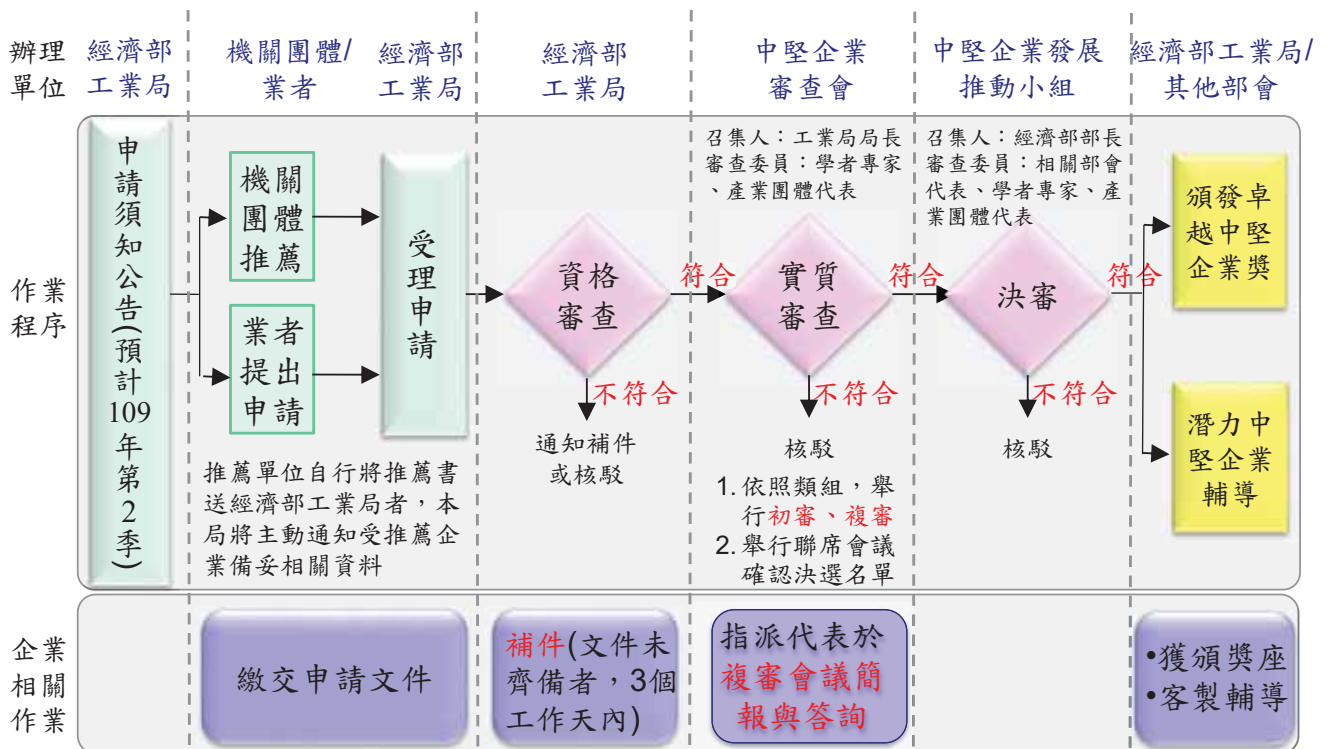 辦理
單位
經濟部
工業局
機關團體/
業者
經濟部
工業局
經濟部
工業局
中堅企業
審查會
中堅企業發展
推動小組
經濟部工業局/
其他部會
作業
程序
申請須知公告(預計109年第2季)
機關
團體
推薦
業者
提出
申請
受理申請
推薦單位自行將推薦書
送經濟部工業局者，本
局將主動通知受推薦企
業備妥相關資料
資格
審查
符合
不符合
通知補件
或核駁
召集人：工業局局長
審查委員：學者專家
、產業團體代表
實質
審查
符合
不符合
核駁
1. 依照類組，舉
行初審、複審
2. 舉行聯席會議
確認決選名單
召集人：經濟部部長
審查委員：相關部會
代表、學者專家、產
業團體代表
決審
符合
不符合
核駁
頒發卓
越中堅
企業獎
潛力中
堅企業
輔導
企業
相關
作業
繳交申請文件
補件(文件未
齊備者，3個
工作天內)
指派代表於
複審會議簡
報與答詢
•獲頒獎座
•客製輔導